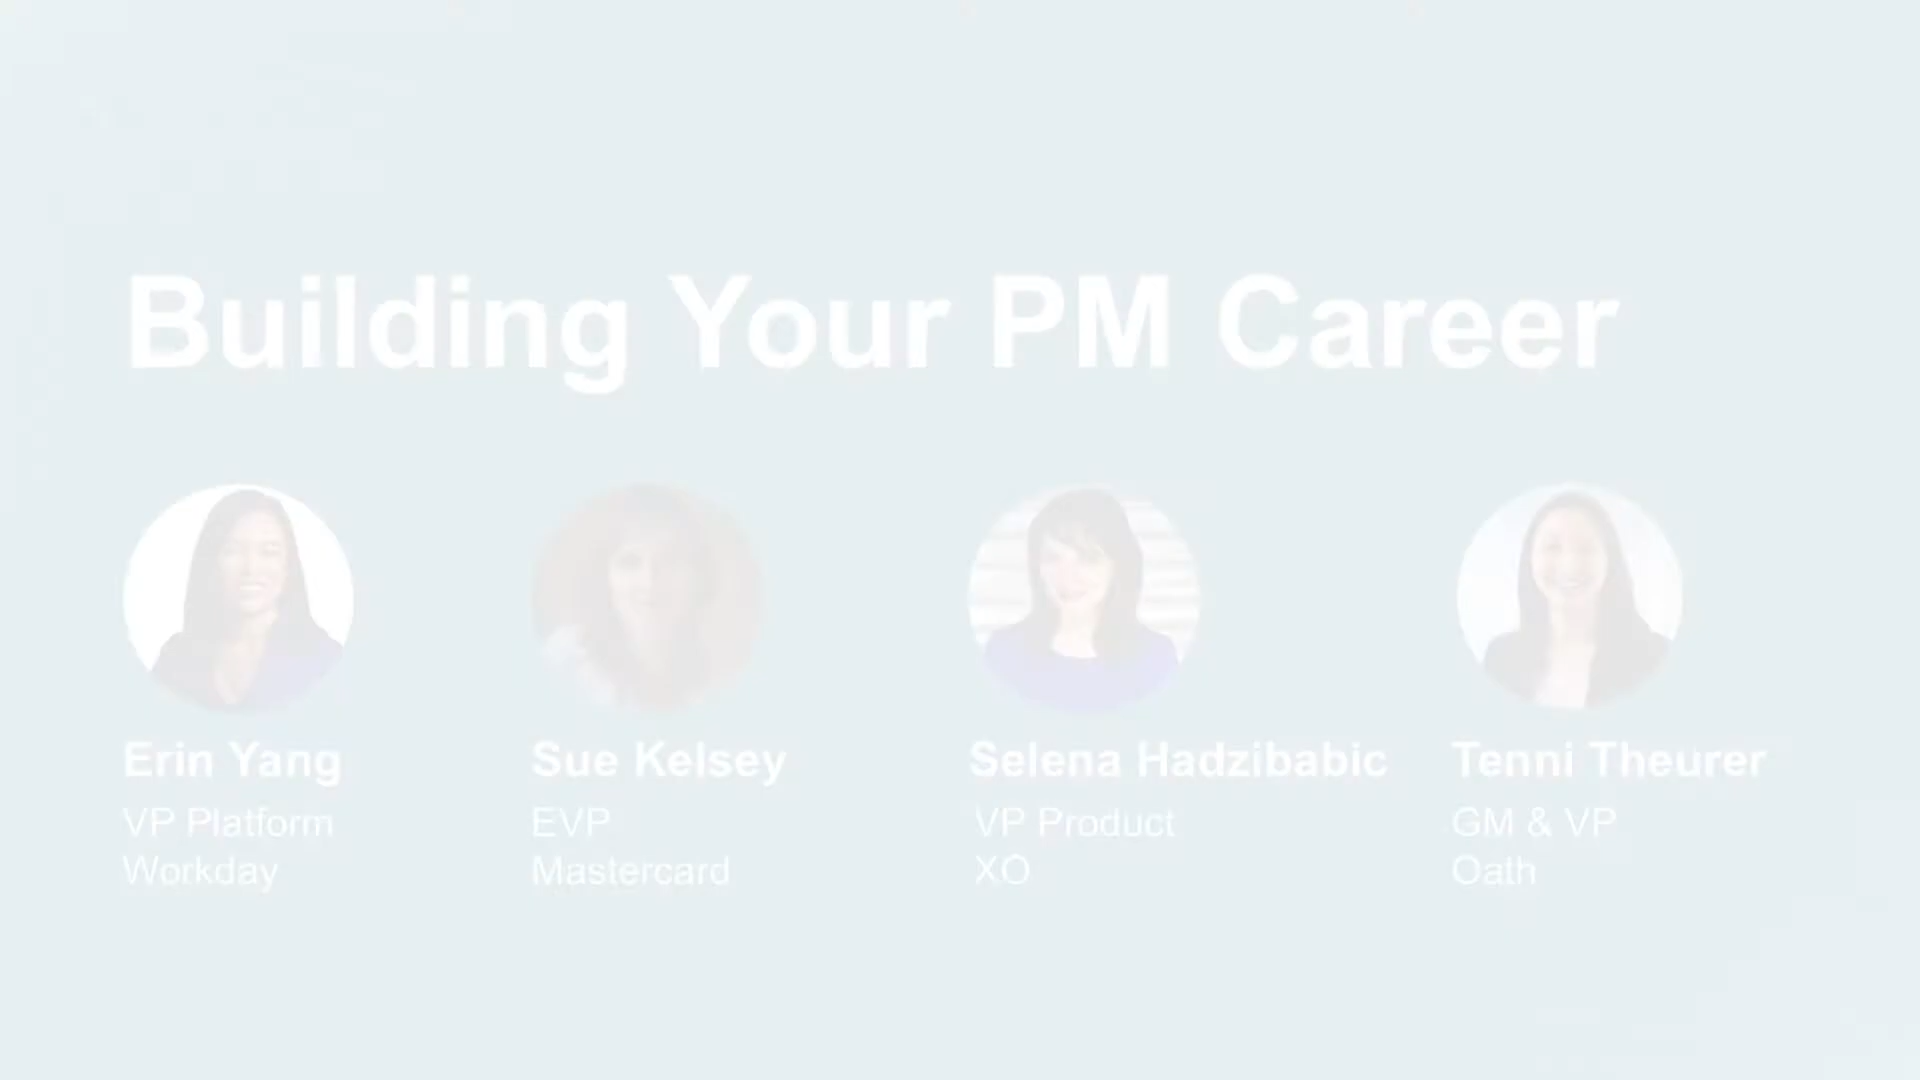 Building Your PM Career
Erin Yang
VP Platform
Workday
Sue Kelsey
EVP
Mastercard
Selena Hadzibabic
VP Product
XO
Tenni Theurer
GM & VP
Oath